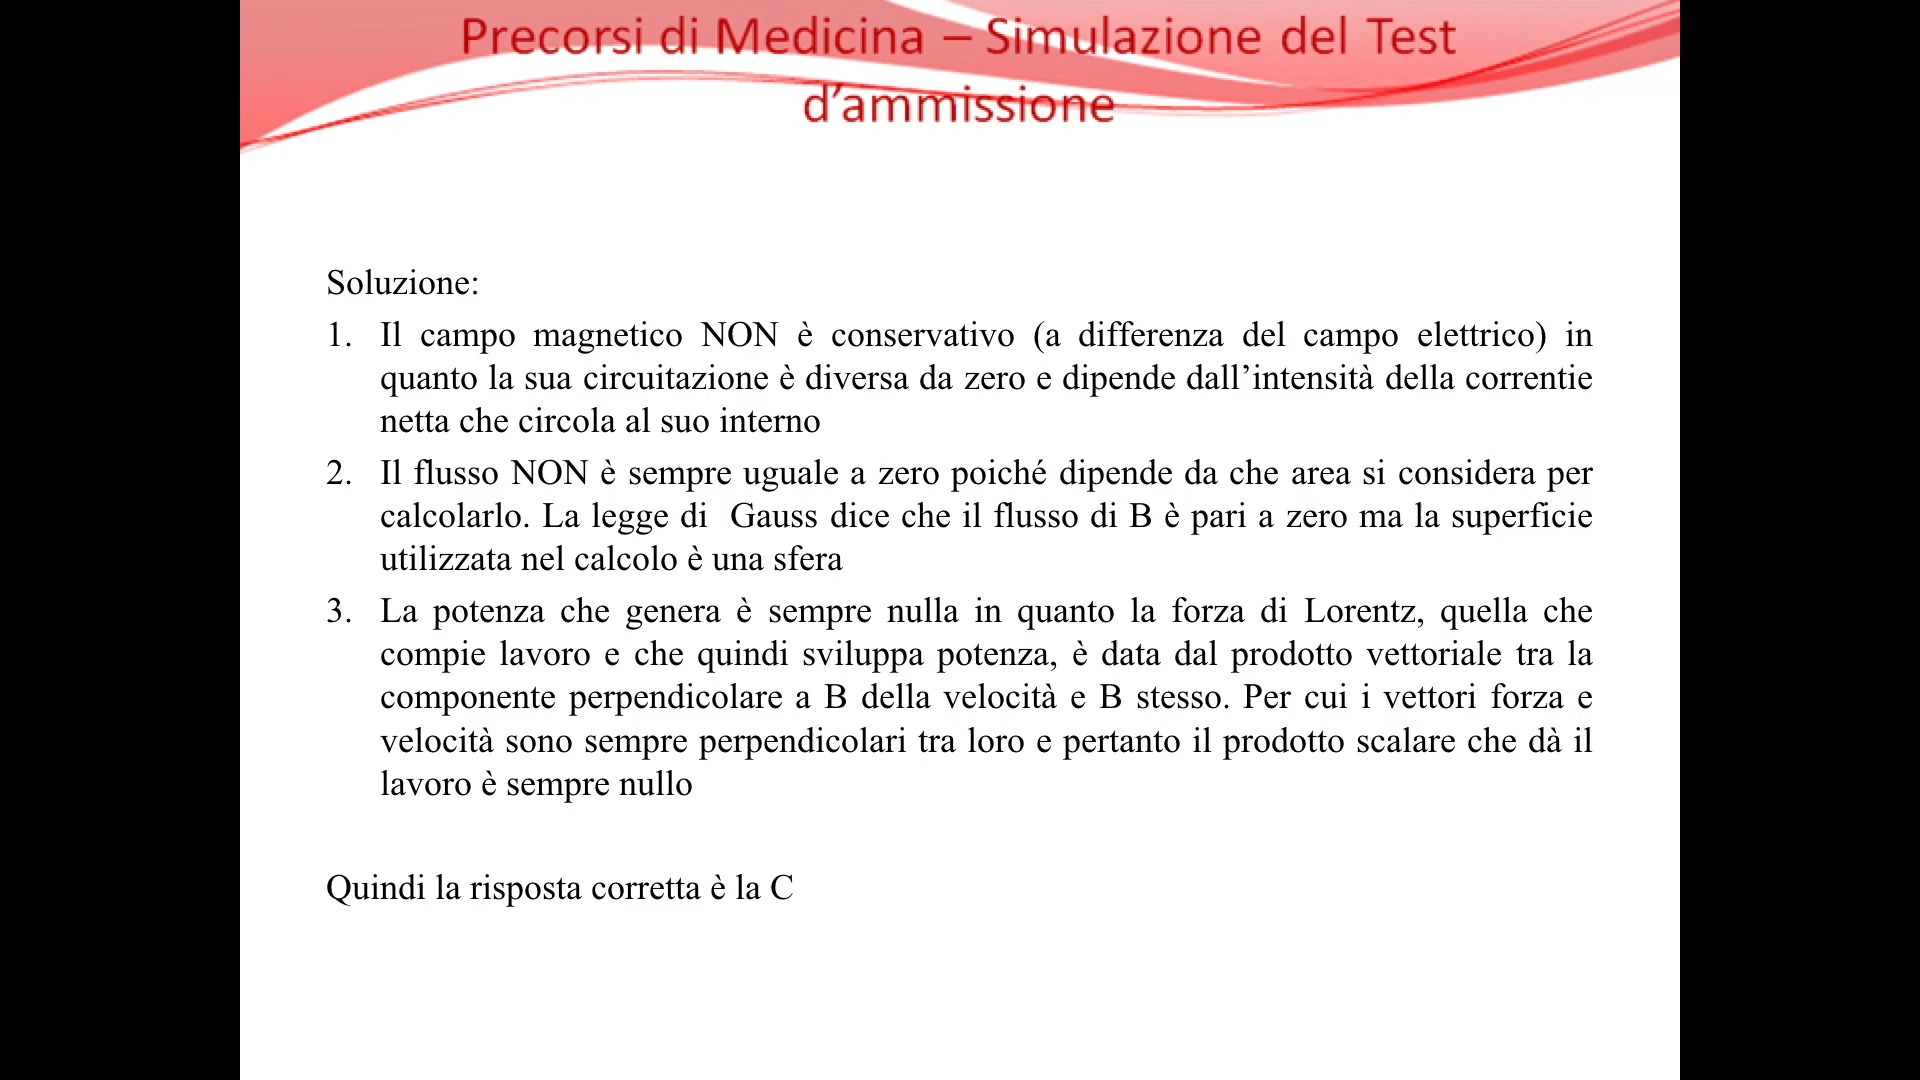 Precorsi di Medicina – Simulazione del Test
d’ammissione
Soluzione:
1. Il campo magnetico NON è conservativo (a differenza del campo elettrico) in
quanto la sua circuitazione è diversa da zero e dipende dall’intensità della correntie
netta che circola al suo interno
2. Il flusso NON è sempre uguale a zero poiché dipende da che area si considera per
calcolarlo. La legge di  Gauss dice che il flusso di B è pari a zero ma la superficie
utilizzata nel calcolo è una sfera
3. La potenza che genera è sempre nulla in quanto la forza di Lorentz, quella che
compie lavoro e che quindi sviluppa potenza, è data dal prodotto vettoriale tra la
componente perpendicolare a B della velocità e B stesso. Per cui i vettori forza e
velocità sono sempre perpendicolari tra loro e pertanto il prodotto scalare che dà il
lavoro è sempre nullo
Quindi la risposta corretta è la C